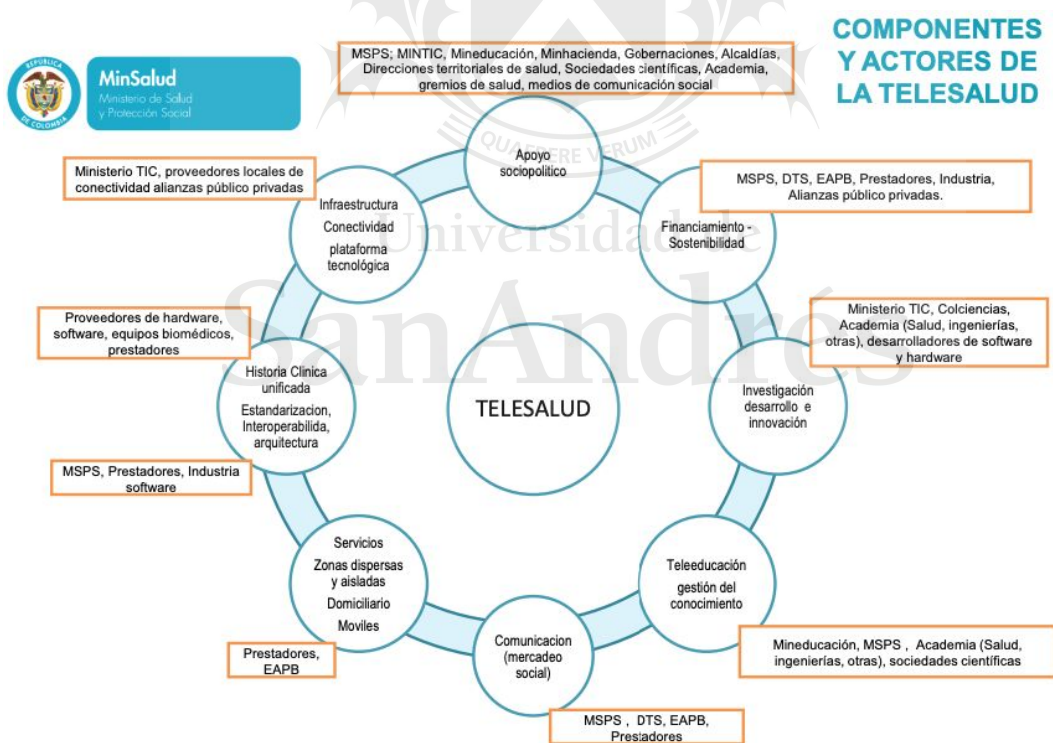 COMPONENTES
Y ACTORES DE
LA TELESALUD
REPÚBLICA
DE COLOMBIA
MinSalud
Ministerio de Salud
y Protección Social
MSPS; MINTIC, Mineducación, Minhacienda, Gobernaciones, Alcaldías,
Direcciones territoriales de salud, Sociedades científicas, Academia,
gremios de salud, medios de comunicación social
QUAERERE VERUM
Apoyo
sociopolitico
Ministerio TIC, proveedores locales de
conectividad alianzas público privadas
MSPS, DTS, EAPB, Prestadores, Industria,
Alianzas público privadas.
Infraestructura
Conectividad
plataforma
tecnológica
Financiamiento -
Sostenibilidad
Universidad de
SanAndrés
Proveedores de hardware,
software, equipos biomédicos,
prestadores
Ministerio TIC, Colciencias,
Academia (Salud, ingenierías,
otras), desarrolladores de software
y hardware
Historia Clinica
unificada
Estandarizacion,
Interoperabilida,
arquitectura
TELESALUD
Investigación
desarrollo e
innovación
MSPS, Prestadores, Industria
software
Servicios
Zonas dispersas
y aisladas
Domiciliario
Moviles
Teleeducación
gestión del
conocimiento
Prestadores,
EAPB
Comunicacion
(mercadeo
social)
Mineducación, MSPS , Academia (Salud,
ingenierías, otras), sociedades científicas
MSPS , DTS, EAPB,
Prestadores